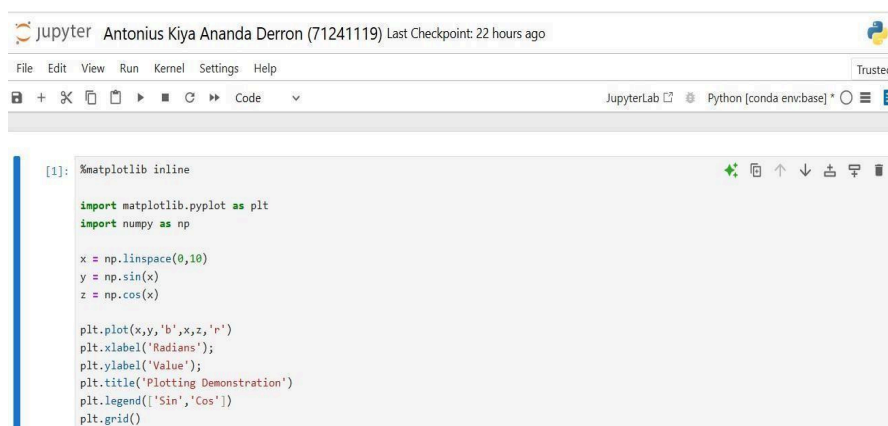 jupyter Antonius Kiya Ananda Derron (71241119) Last Checkpoint: 22 hours ago
File Edit View Run Kernel Settings Help Trusted
Code JupyterLab Python [conda env:base] *
[1]: %matplotlib inline
import matplotlib.pyplot as plt
import numpy as np
x = np.linspace(0,10)
y = np.sin(x)
z = np.cos(x)
plt.plot(x,y,'b',x,z,'r')
plt.xlabel('Radians');
plt.ylabel('Value');
plt.title('Plotting Demonstration')
plt.legend(['Sin','Cos'])
plt.grid()